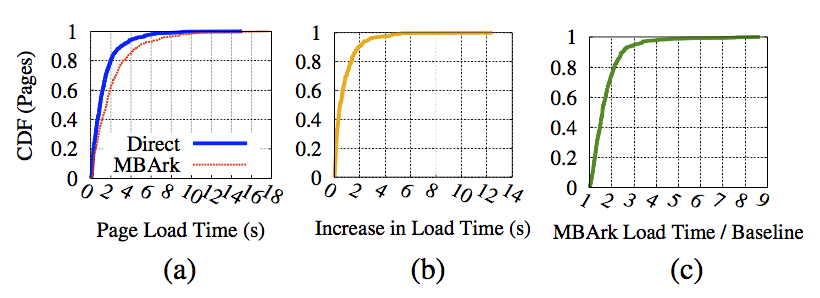 CDF (Pages)
1
0.8
0.6
0.4
0.2
0
Direct
MBArk
0 2 4 6 8 10 12 14 16 18
Page Load Time (s)
(a)
1
0.8
0.6
0.4
0.2
0
0 2 4 6 8 10 12 14
Increase in Load Time (s)
(b)
1
0.8
0.6
0.4
0.2
0
1 2 3 4 5 6 7 8 9
MBArk Load Time / Baseline
(c)